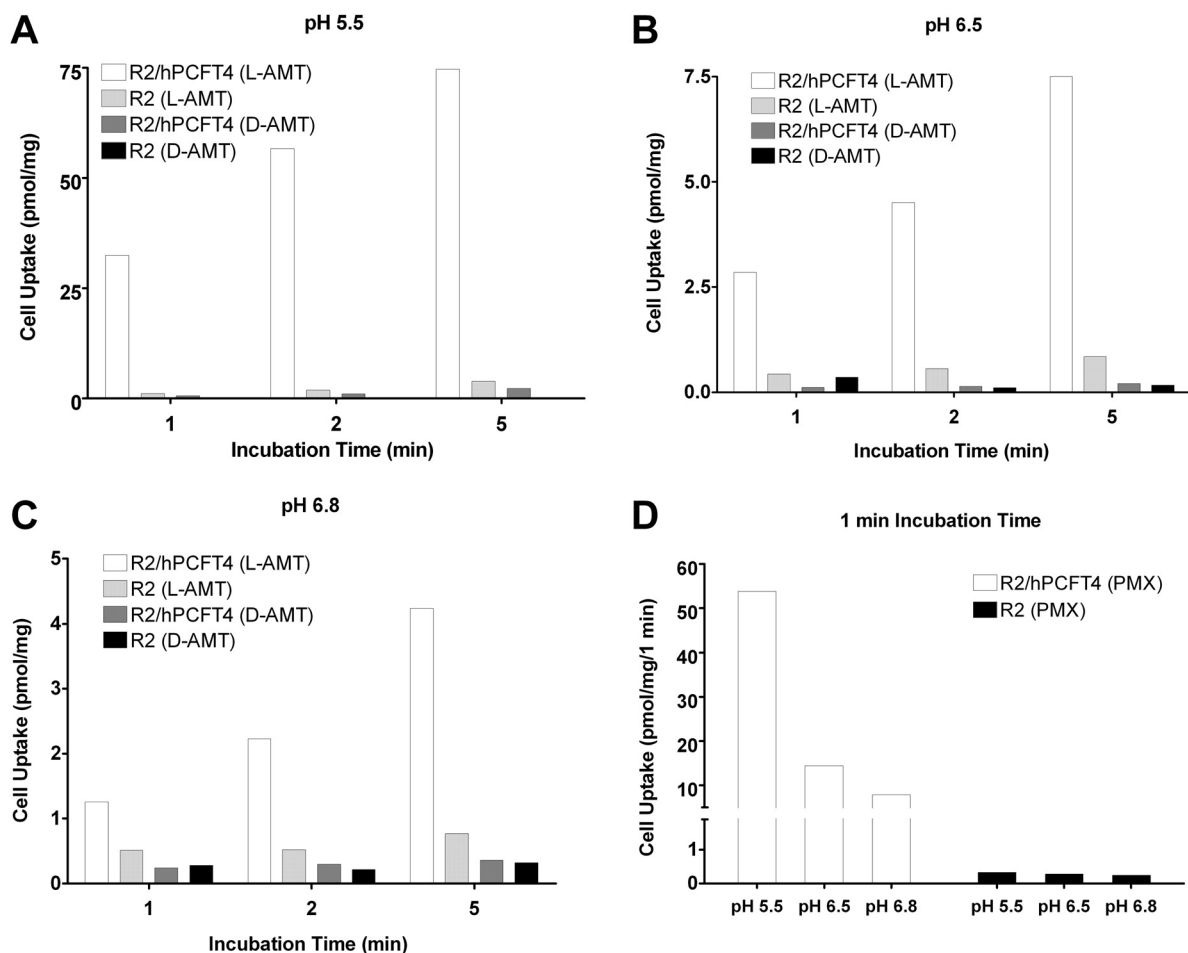 A
pH 5.5
R2/hPCFT4 (L-AMT)
R2 (L-AMT)
R2/hPCFT4 (D-AMT)
R2 (D-AMT)
Cell Uptake (pmol/mg)
75
50
25
0
1 2 5
Incubation Time (min)
B
pH 6.5
R2/hPCFT4 (L-AMT)
R2 (L-AMT)
R2/hPCFT4 (D-AMT)
R2 (D-AMT)
Cell Uptake (pmol/mg)
7.5
5.0
2.5
0.0
1 2 5
Incubation Time (min)
C
pH 6.8
R2/hPCFT4 (L-AMT)
R2 (L-AMT)
R2/hPCFT4 (D-AMT)
R2 (D-AMT)
Cell Uptake (pmol/mg)
5
4
3
2
1
0
1 2 5
Incubation Time (min)
D
1 min Incubation Time
R2/hPCFT4 (PMX)
R2 (PMX)
Cell Uptake (pmol/mg/1 min)
60
50
40
30
20
10
1
0
pH 5.5 pH 6.5 pH 6.8 pH 5.5 pH 6.5 pH 6.8